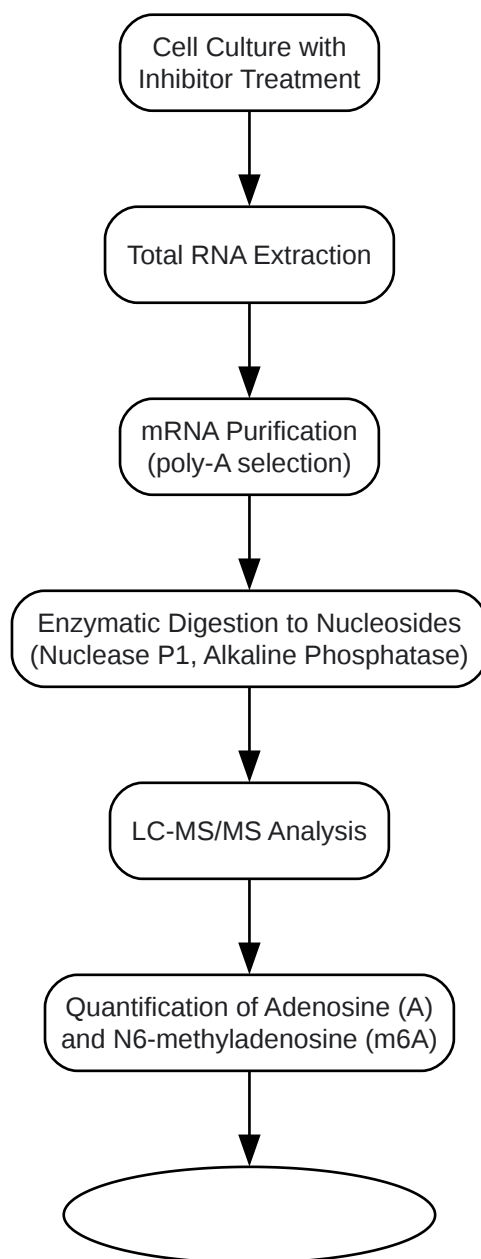 Cell Culture with
Inhibitor Treatment
Total RNA Extraction
mRNA Purification
(poly-A selection)
Enzymatic Digestion to Nucleosides
(Nuclease P1, Alkaline Phosphatase)
LC-MS/MS Analysis
Quantification of Adenosine (A)
and N6-methyladenosine (m6A)